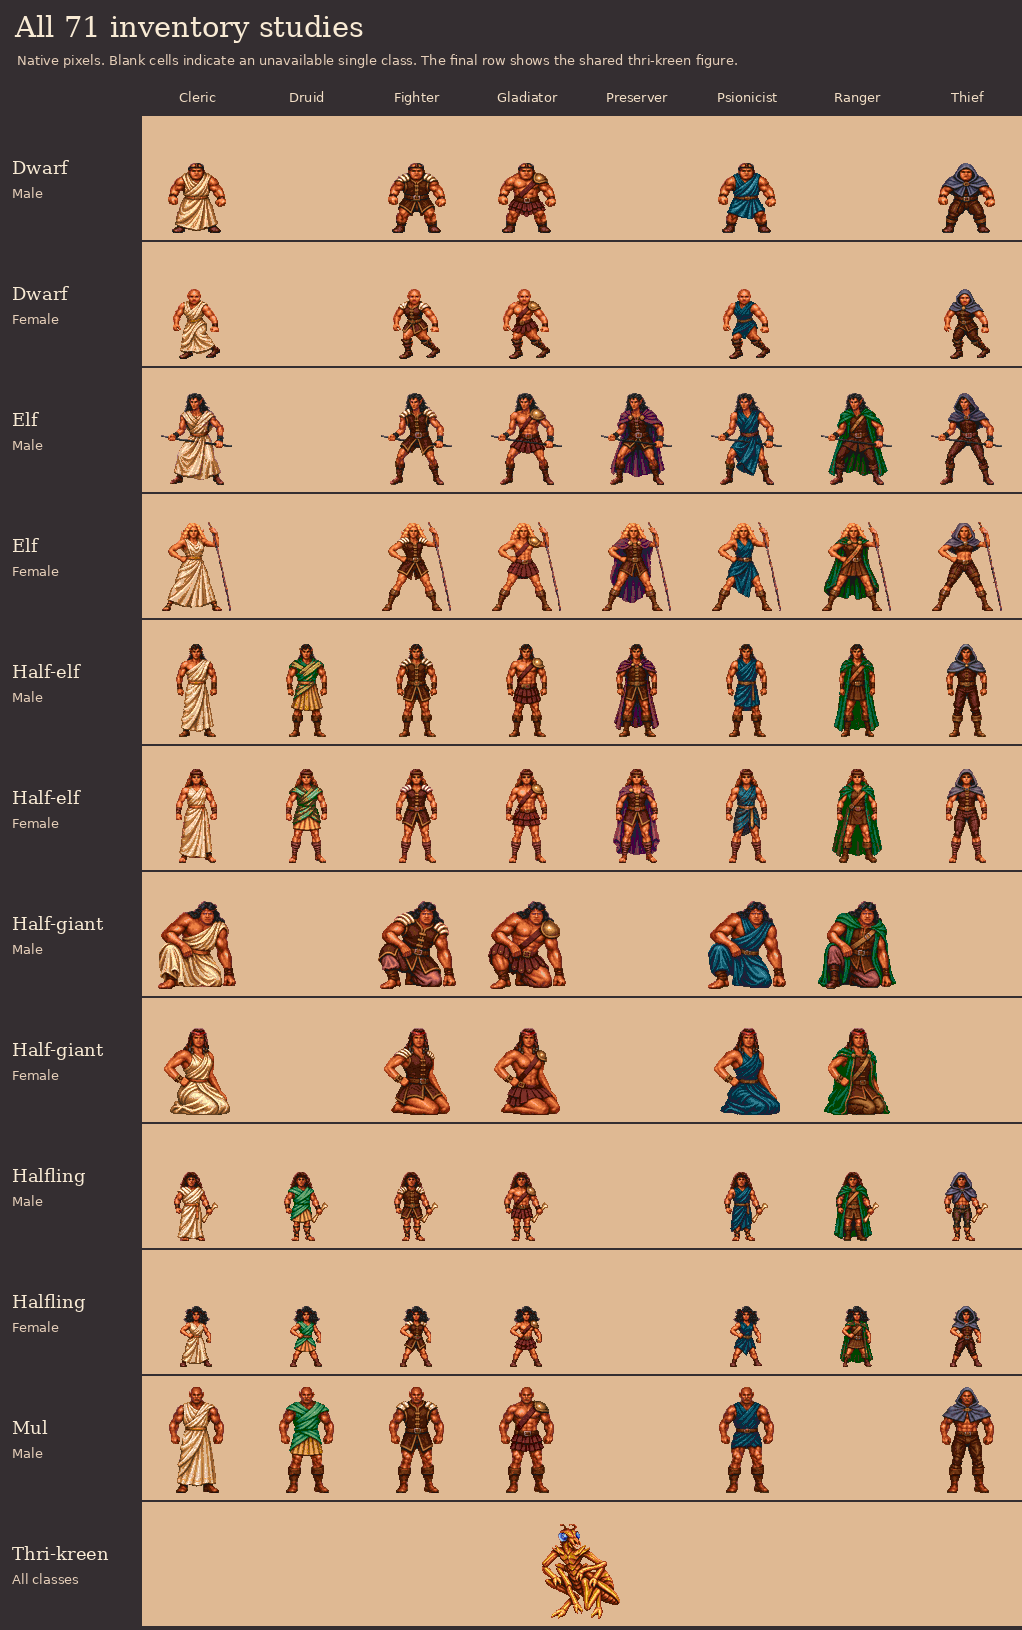 All 71 inventory studies
Native pixels. Blank cells indicate an unavailable single class. The final row shows the shared thri-kreen figure.
Cleric Druid Fighter Gladiator Preserver Psionicist Ranger Thief
Dwarf
Male
Dwarf
Female
Elf
Male
Elf
Female
Half-elf
Male
Half-elf
Female
Half-giant
Male
Half-giant
Female
Halfling
Male
Halfling
Female
Mul
Male
Thri-kreen
All classes